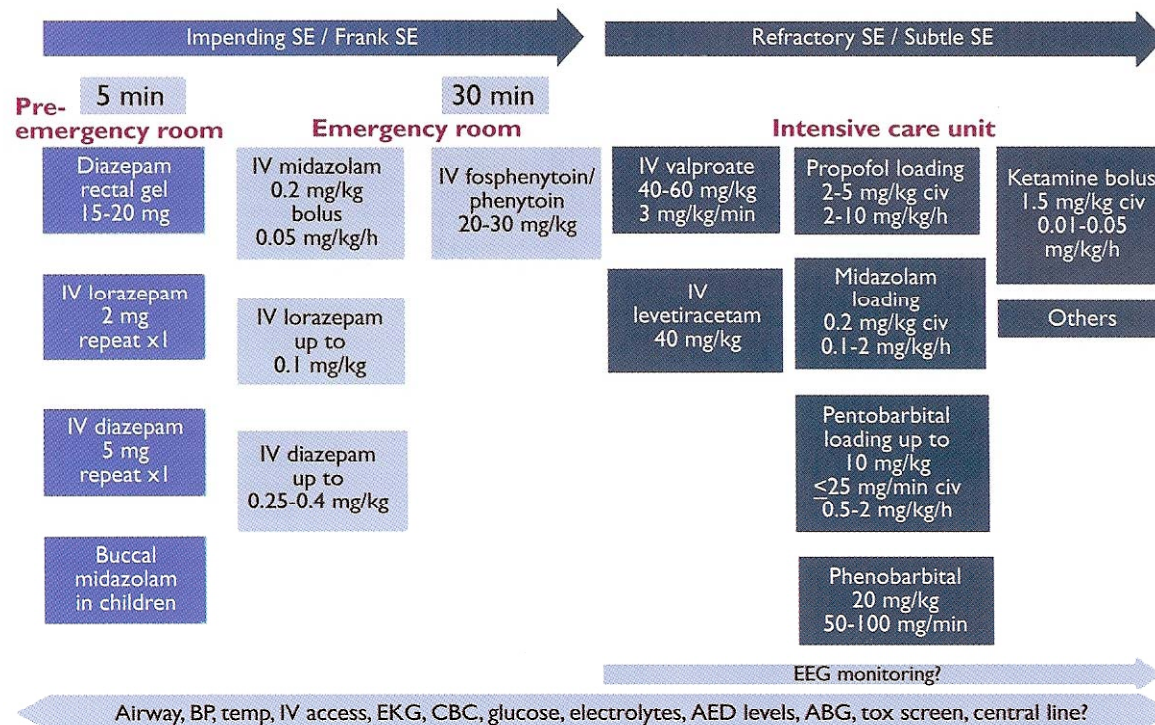 Impending SE / Frank SE
Refractory SE / Subtle SE
5 min
30 min
Pre-
emergency room
Emergency room
Intensive care unit
Diazepam
rectal gel
15-20 mg
IV lorazepam
2 mg
repeat x1
IV diazepam
5 mg
repeat x1
Buccal
midazolam
in children
IV midazolam
0.2 mg/kg
bolus
0.05 mg/kg/h
IV lorazepam
up to
0.1 mg/kg
IV diazepam
up to
0.25-0.4 mg/kg
IV fosphenytoin/
phenytoin
20-30 mg/kg
IV valproate
40-60 mg/kg
3 mg/kg/min
IV
levetiracetam
40 mg/kg
Propofol loading
2-5 mg/kg civ
2-10 mg/kg/h
Midazolam
loading
0.2 mg/kg civ
0.1-2 mg/kg/h
Pentobarbital
loading up to
10 mg/kg
≤25 mg/min civ
0.5-2 mg/kg/h
Phenobarbital
20 mg/kg
50-100 mg/min
Ketamine bolus
1.5 mg/kg civ
0.01-0.05
mg/kg/h
Others
EEG monitoring?
Airway, BP, temp, IV access, EKG, CBC, glucose, electrolytes, AED levels, ABG, tox screen, central line?